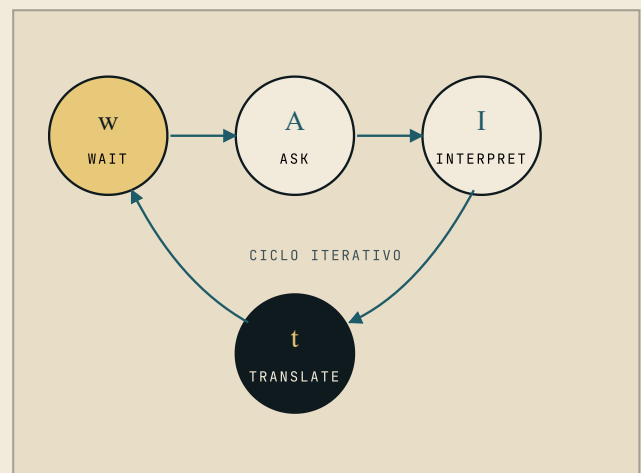 w
WAIT
A
ASK
I
INTERPRET
CICLO ITERATIVO
t
TRANSLATE